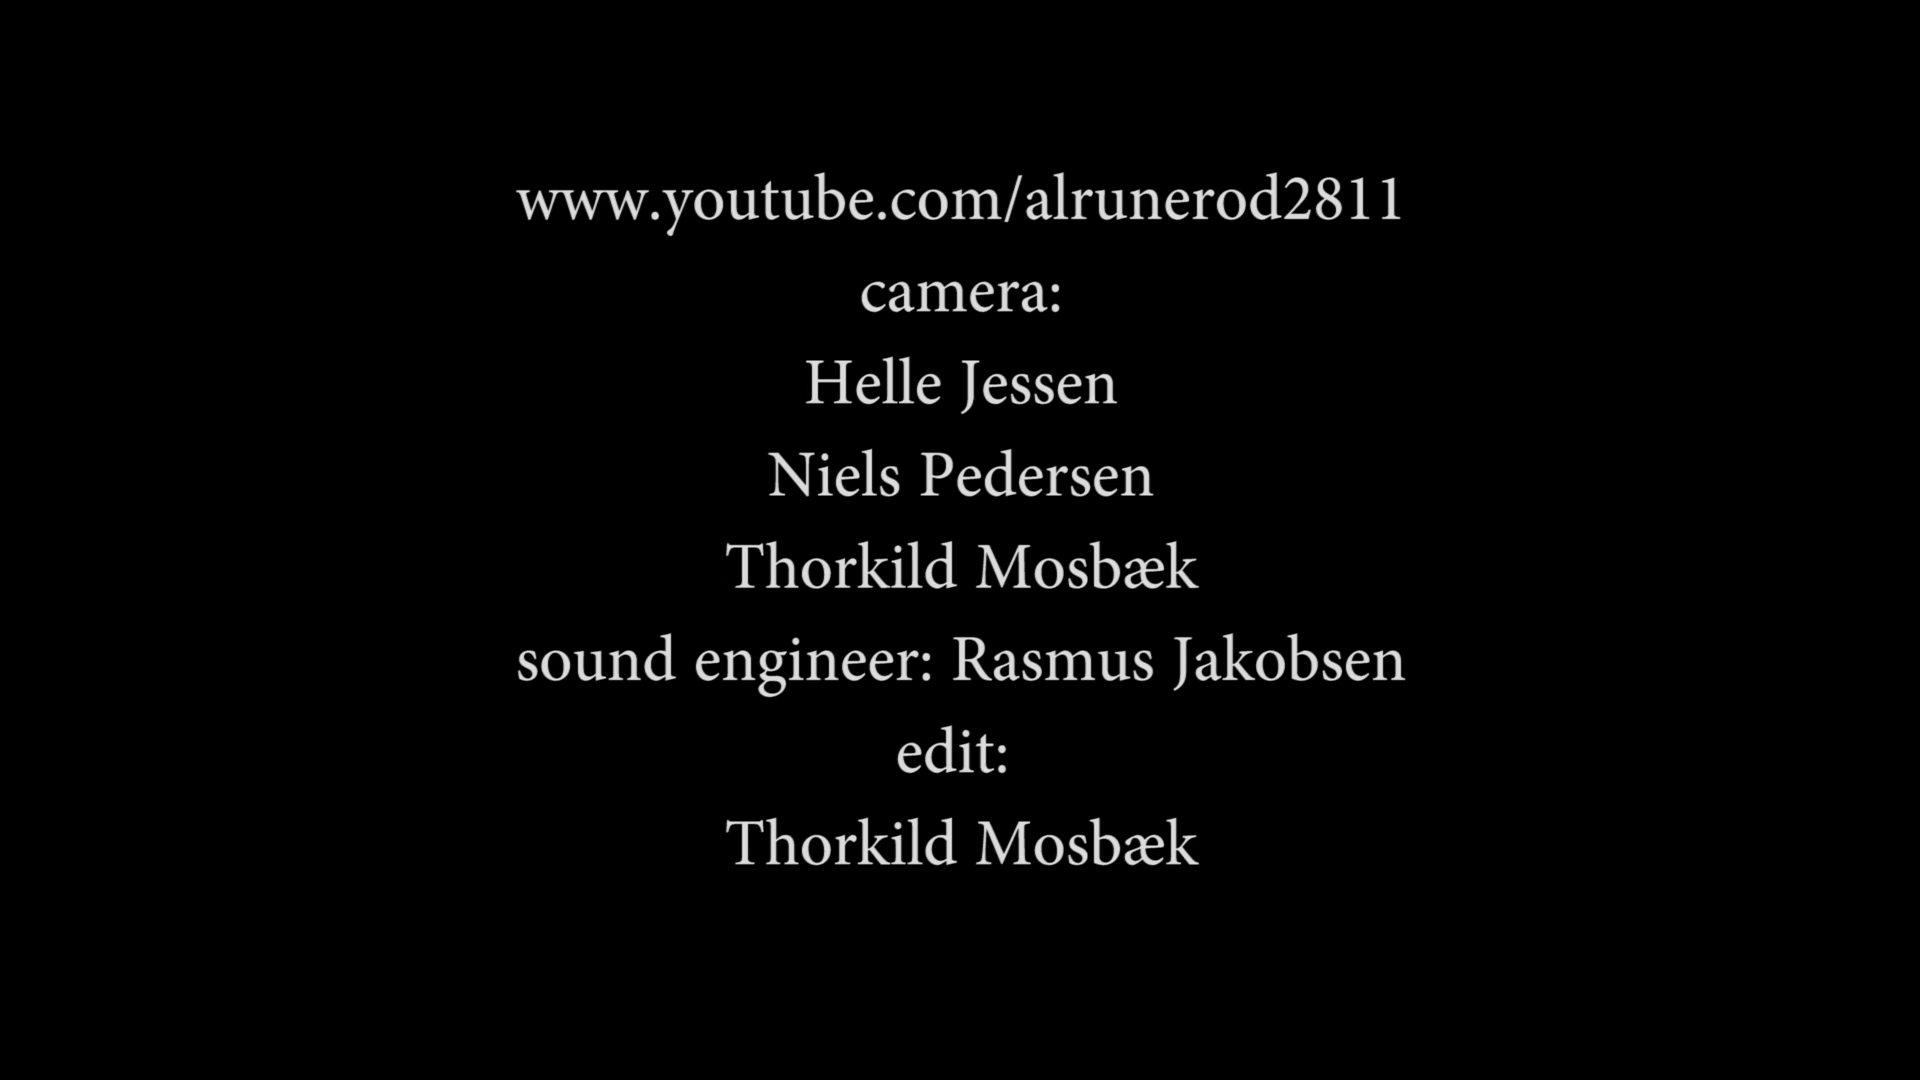 www.youtube.com/alrunerod2811
camera:
Helle Jessen
Niels Pedersen
Thorkild Mosbæk
sound engineer: Rasmus Jakobsen
edit:
Thorkild Mosbæk